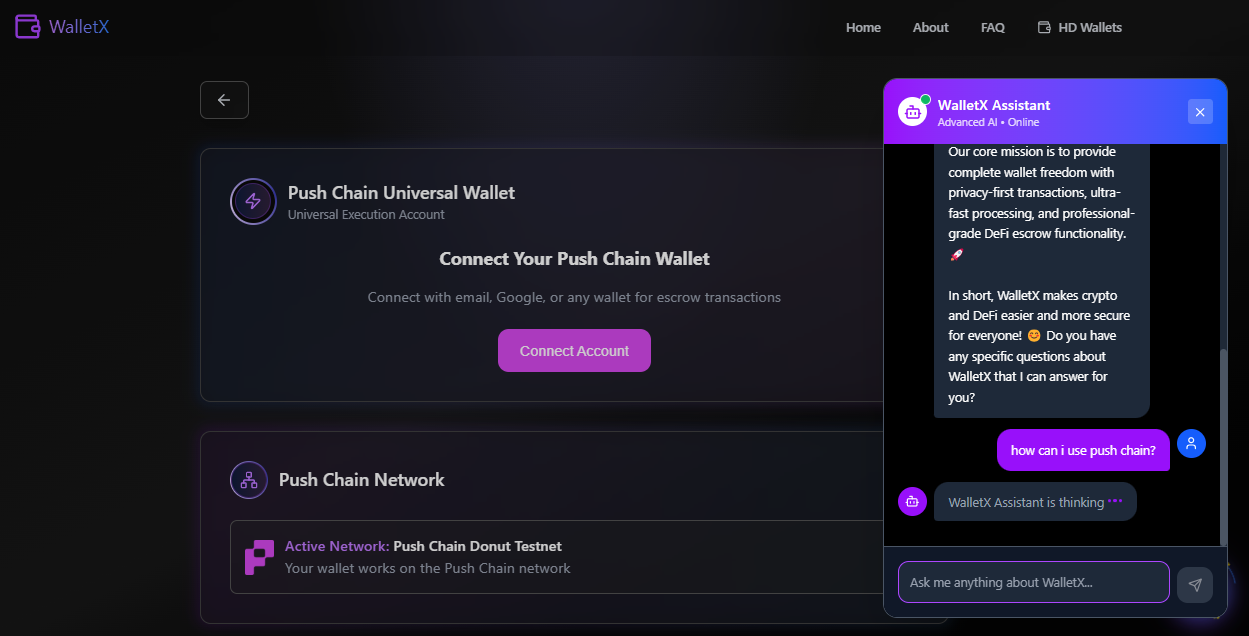 WalletX
Home
About
FAQ
HD Wallets
Push Chain Universal Wallet
Universal Execution Account
Connect Your Push Chain Wallet
Connect with email, Google, or any wallet for escrow transactions
Connect Account
Push Chain Network
Active Network: Push Chain Donut Testnet
Your wallet works on the Push Chain network
WalletX Assistant
Advanced AI • Online
Our core mission is to provide
complete wallet freedom with
privacy-first transactions, ultra-
fast processing, and professional-
grade DeFi escrow functionality.
🚀
In short, WalletX makes crypto
and DeFi easier and more secure
for everyone! 😊 Do you have
any specific questions about
WalletX that I can answer for
you?
how can i use push chain?
WalletX Assistant is thinking
Ask me anything about WalletX...